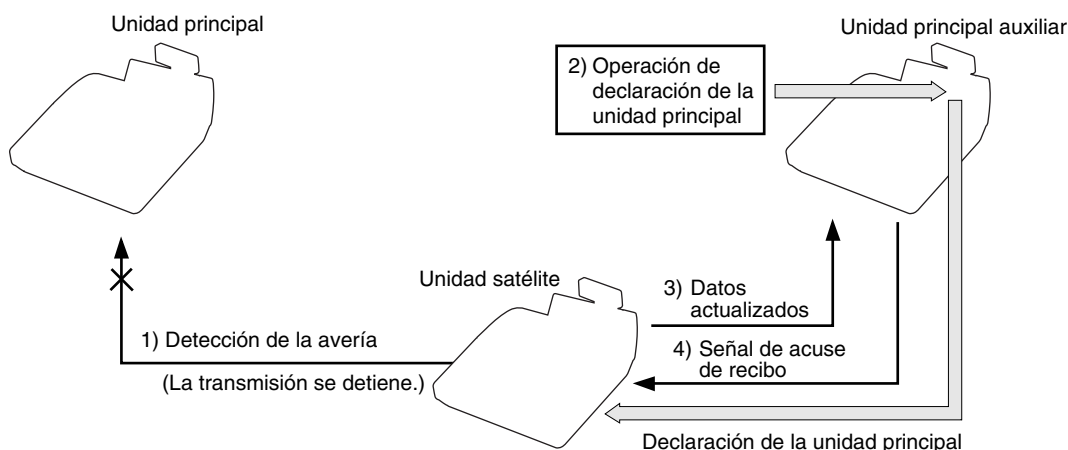 Unidad principal
Unidad principal auxiliar
2) Operación de
declaración de la
unidad principal
Unidad satélite
3) Datos
actualizados
1) Detección de la avería
(La transmisión se detiene.)
4) Señal de acuse
de recibo
Declaración de la unidad principal